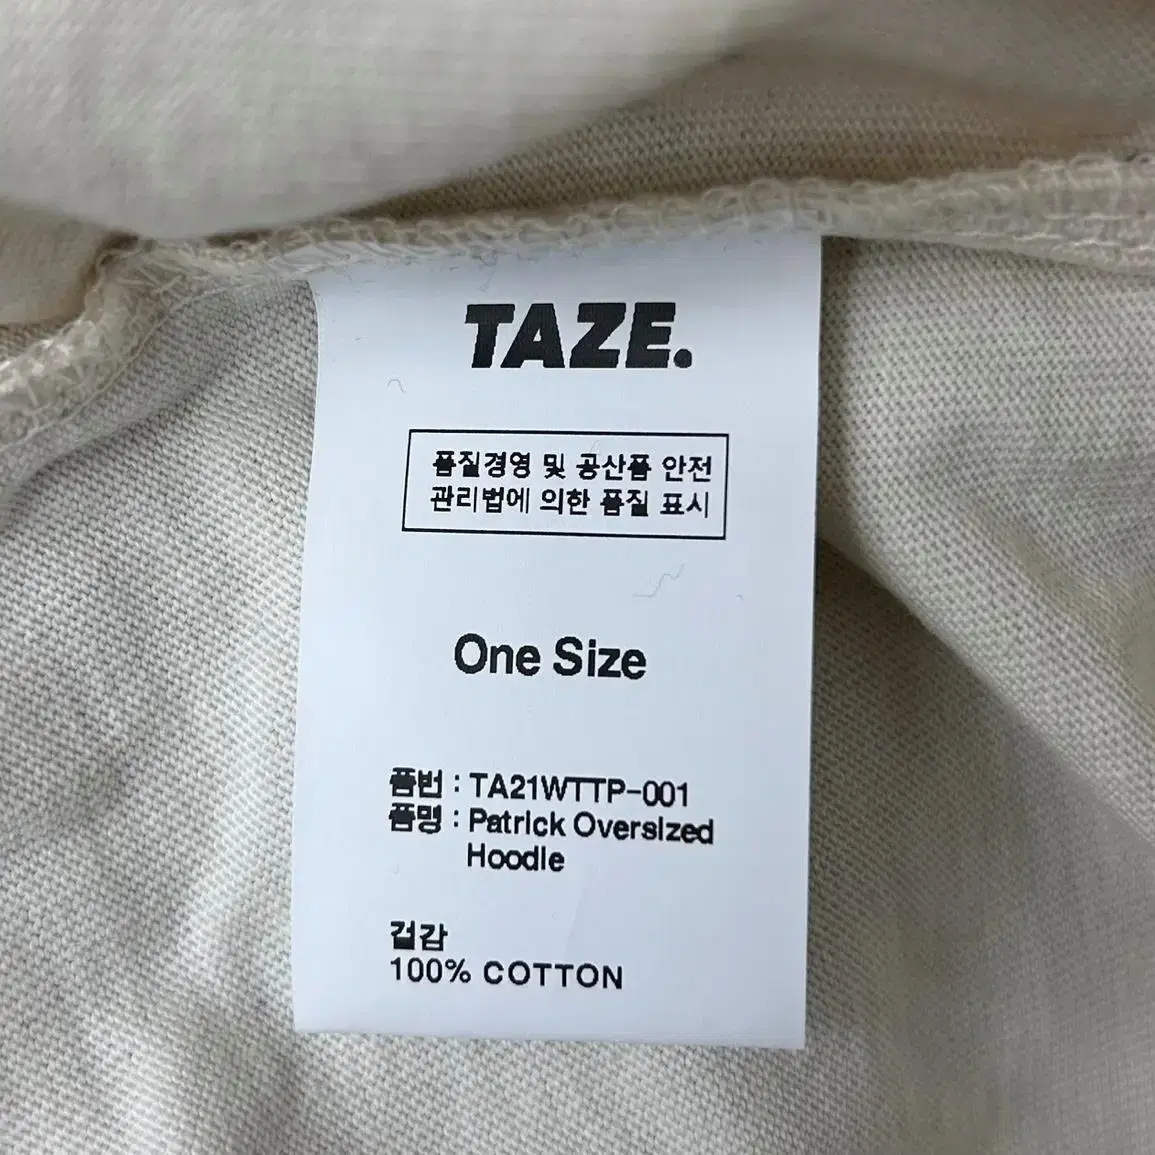 TAZE.
품질경영 및 공산품 안전
관리법에 의한 품질 표시
One Size
품번 : TA21WTTP-001
품명 : Patrick Oversized
Hoodie
겉감
100% COTTON